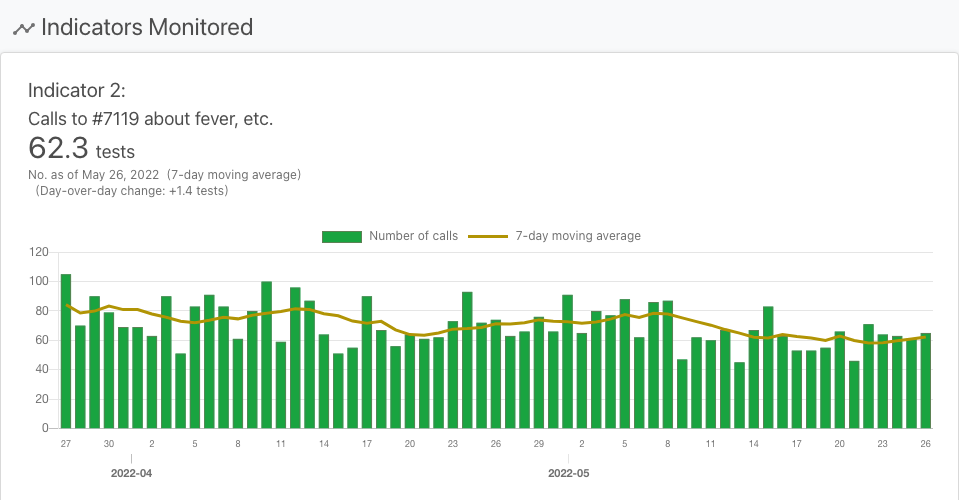 Indicators Monitored
Indicator 2:
Calls to #7119 about fever, etc.
62.3 tests
No. as of May 26, 2022 (7-day moving average)
(Day-over-day change: +1.4 tests)
Number of calls 7-day moving average
120
100
80
60
40
20
0
27 30 2 5 8 11 14 17 20 23 26 29 2 5 8 11 14 17 20 23 26
2022-04 2022-05